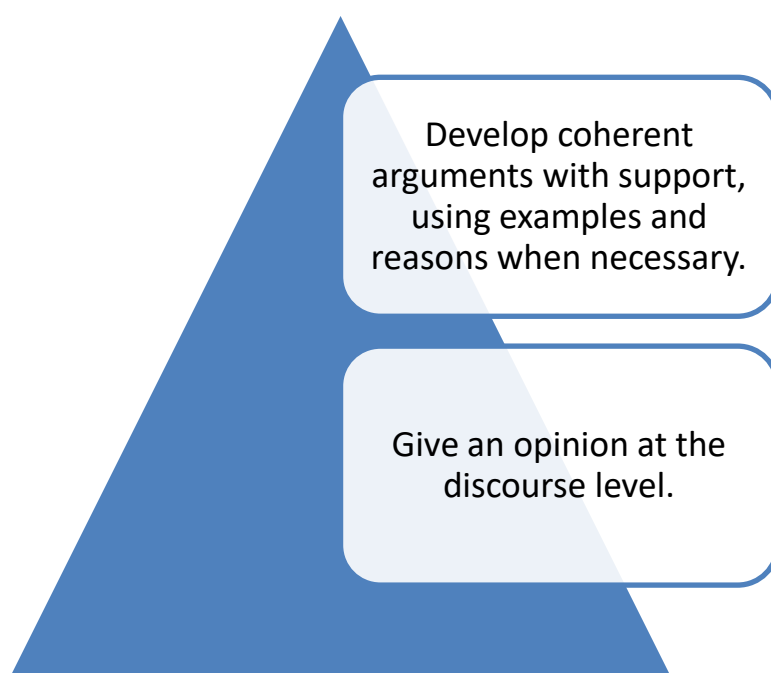 Develop coherent
arguments with support,
using examples and
reasons when necessary.
Give an opinion at the
discourse level.